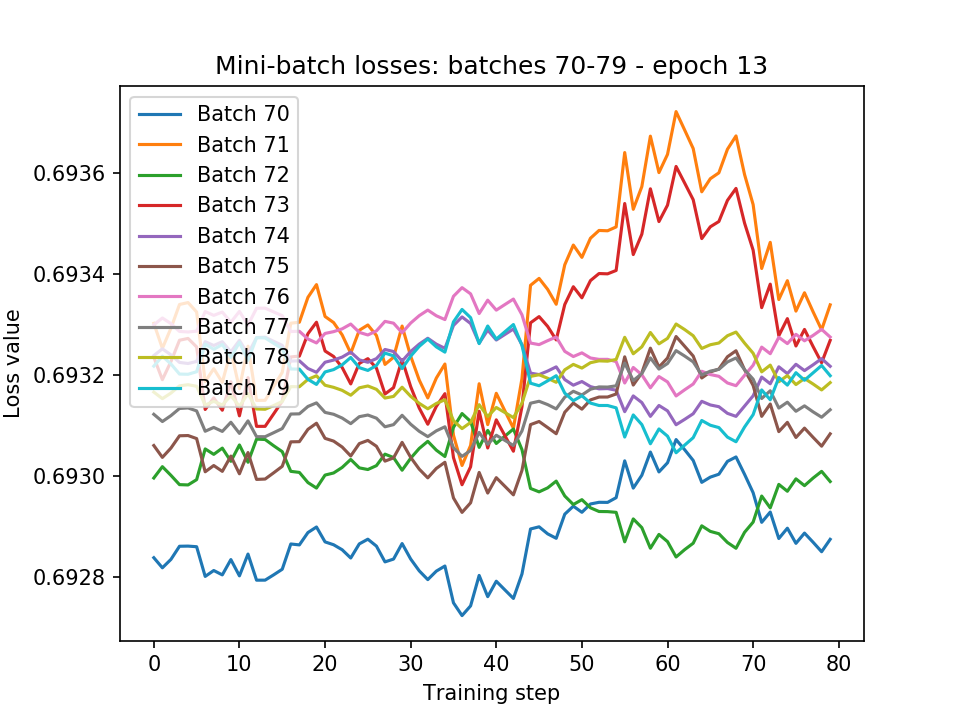 Mini-batch losses: batches 70-79 - epoch 13
Batch 70
Batch 71
Batch 72
Batch 73
Batch 74
Batch 75
Batch 76
Batch 77
Batch 78
Batch 79
0.6936
0.6934
0.6932
0.6930
0.6928
Loss value
0 10 20 30 40 50 60 70 80
Training step